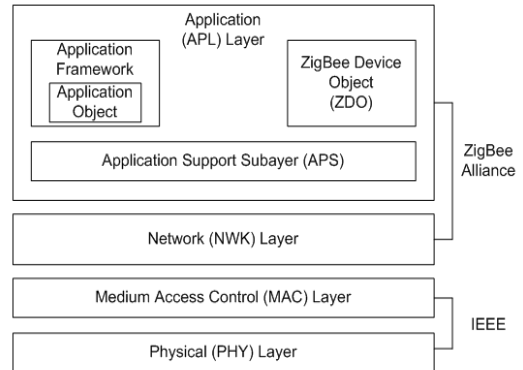 Application
(APL) Layer
Application
Framework
Application
Object
ZigBee Device
Object
(ZDO)
Application Support Subayer (APS)
ZigBee
Alliance
Network (NWK) Layer
Medium Access Control (MAC) Layer
IEEE
Physical (PHY) Layer